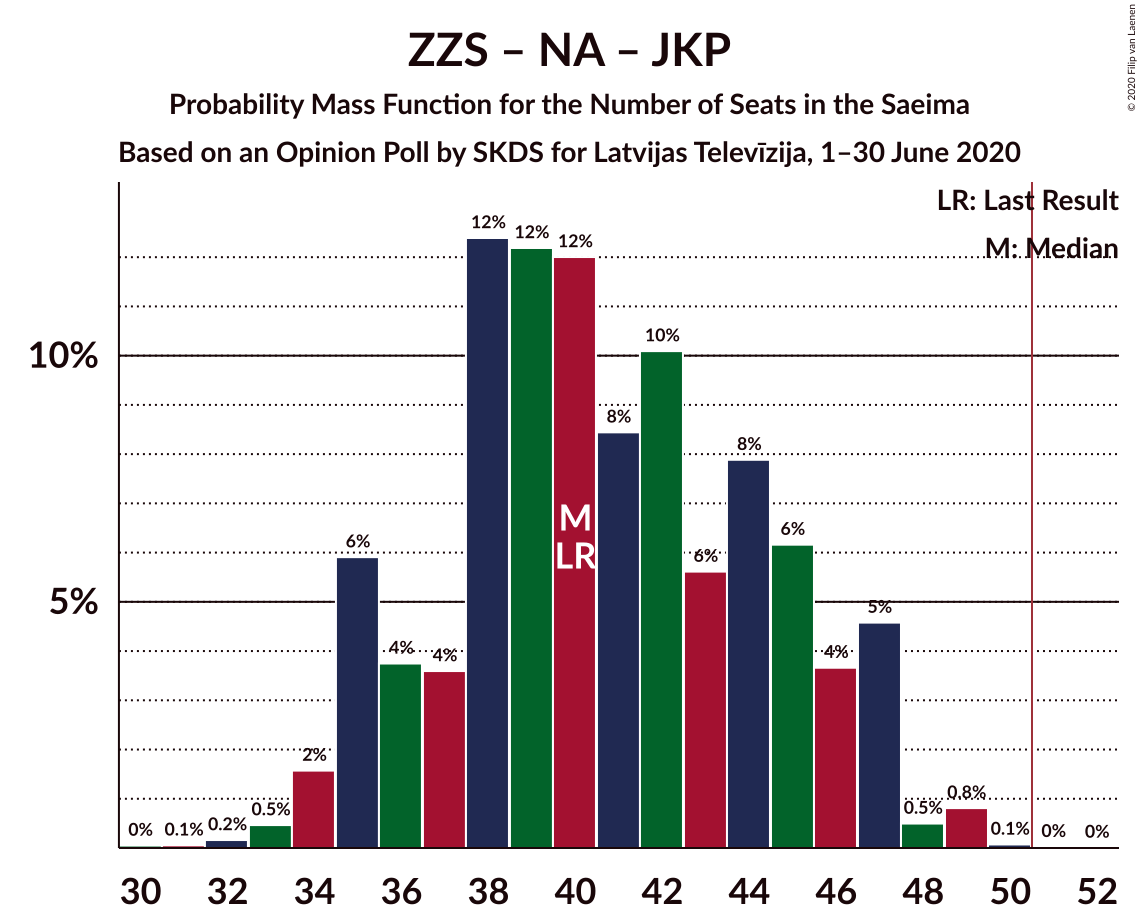 ZZS – NA – JKP
Probability Mass Function for the Number of Seats in the Saeima
Based on an Opinion Poll by SKDS for Latvijas Televīzija, 1–30 June 2020
© 2020 Filip van Laenen
LR: Last Result
M: Median
10%
5%
0% 0.1% 0.2% 0.5% 2% 6% 4% 4% 12% 12% 12% 8% 10% 6% 8% 6% 4% 5% 0.5% 0.8% 0.1% 0% 0%
M
LR
30 32 34 36 38 40 42 44 46 48 50 52